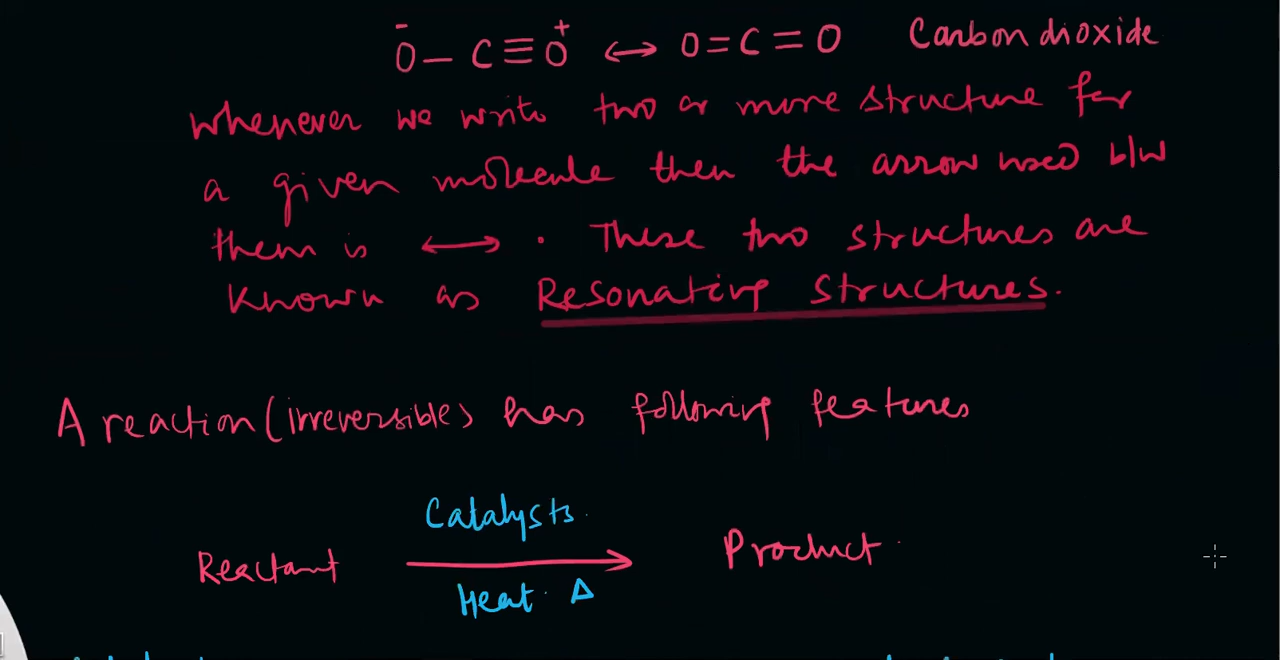 ⁻O – C ≡ O⁺ ↔ O = C = O Carbon dioxide
Whenever we write two or more structure for
a given molecule then the arrow used b/w
them is ↔ . These two structures are
known as Resonating structures.
A reaction (irreversible) has following features
Catalysts
Reactant → Product
Heat Δ